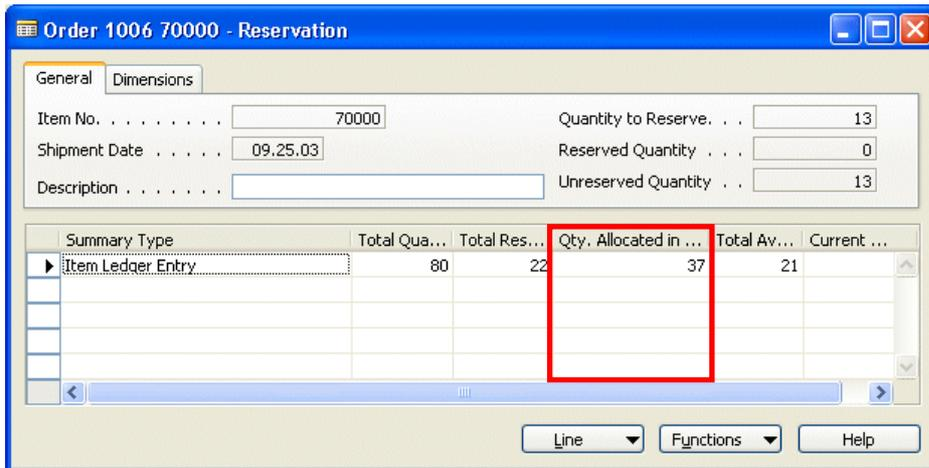 Order 1006 70000 - Reservation
General Dimensions
Item No. . . . . . . . . . 70000 Quantity to Reserve. . . 13
Shipment Date . . . . . 09.25.03 Reserved Quantity . . . 0
Description . . . . . . . Unreserved Quantity . . 13
Summary Type Total Qua... Total Res... Qty. Allocated in ... Total Av... Current ...
Item Ledger Entry 80 22 37 21
Line Functions Help